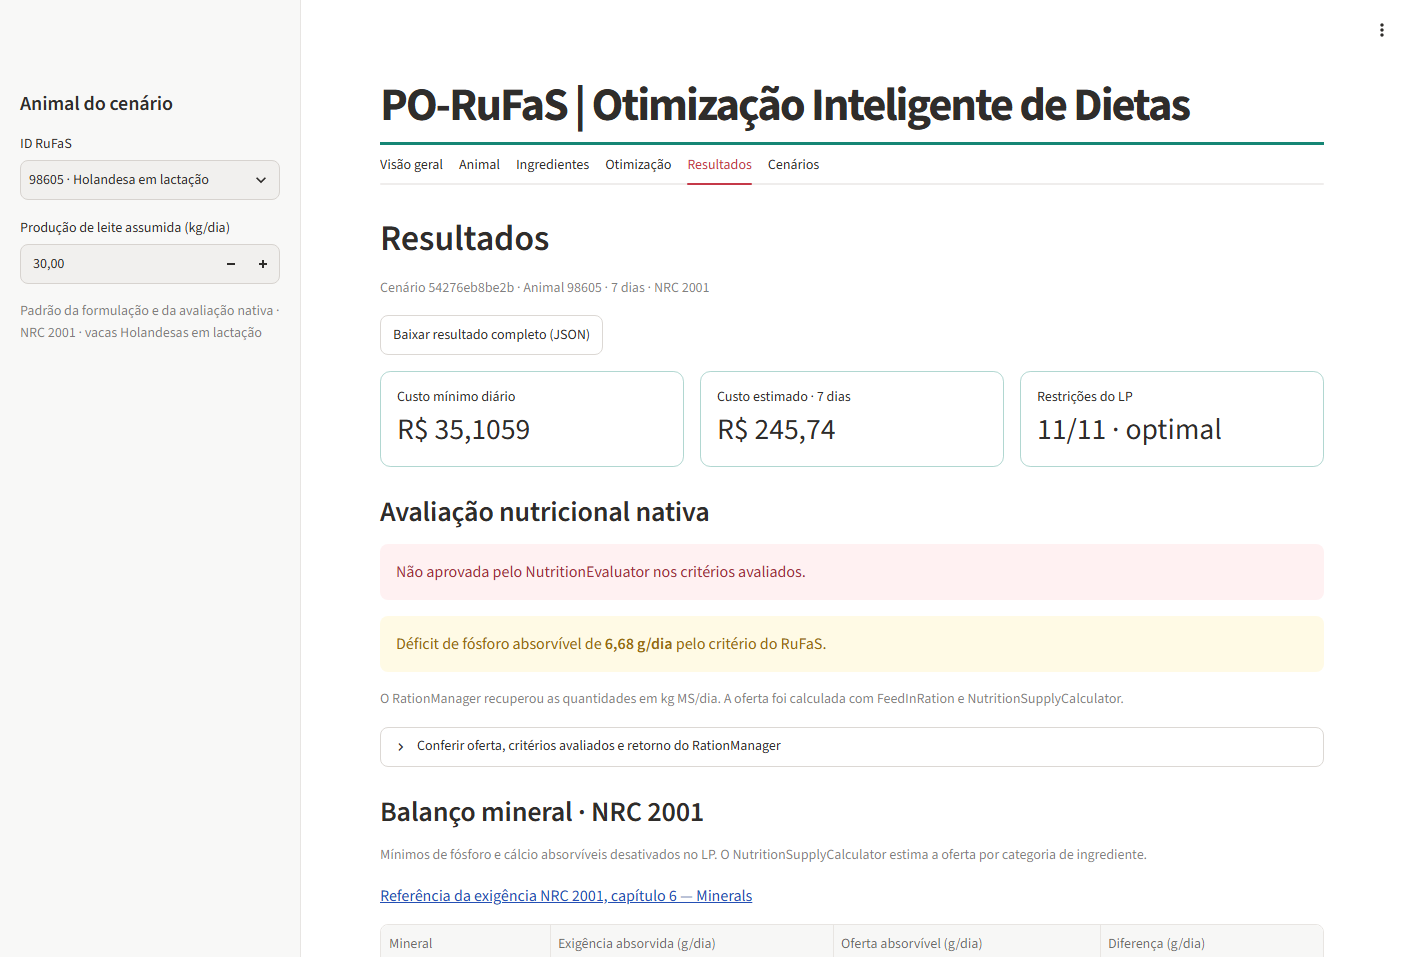 Animal do cenário
ID RuFaS
98605 · Holandesa em lactação
Produção de leite assumida (kg/dia)
30,00
Padrão da formulação e da avaliação nativa ·
NRC 2001 · vacas Holandesas em lactação
PO-RuFaS | Otimização Inteligente de Dietas
Visão geral Animal Ingredientes Otimização Resultados Cenários
Resultados
Cenário 54276eb8be2b · Animal 98605 · 7 dias · NRC 2001
Baixar resultado completo (JSON)
Custo mínimo diário
R$ 35,1059
Custo estimado · 7 dias
R$ 245,74
Restrições do LP
11/11 · optimal
Avaliação nutricional nativa
Não aprovada pelo NutritionEvaluator nos critérios avaliados.
Déficit de fósforo absorvível de 6,68 g/dia pelo critério do RuFaS.
O RationManager recuperou as quantidades em kg MS/dia. A oferta foi calculada com FeedInRation e NutritionSupplyCalculator.
Conferir oferta, critérios avaliados e retorno do RationManager
Balanço mineral · NRC 2001
Mínimos de fósforo e cálcio absorvíveis desativados no LP. O NutritionSupplyCalculator estima a oferta por categoria de ingrediente.
Referência da exigência NRC 2001, capítulo 6 — Minerals
Mineral Exigência absorvida (g/dia) Oferta absorvível (g/dia) Diferença (g/dia)